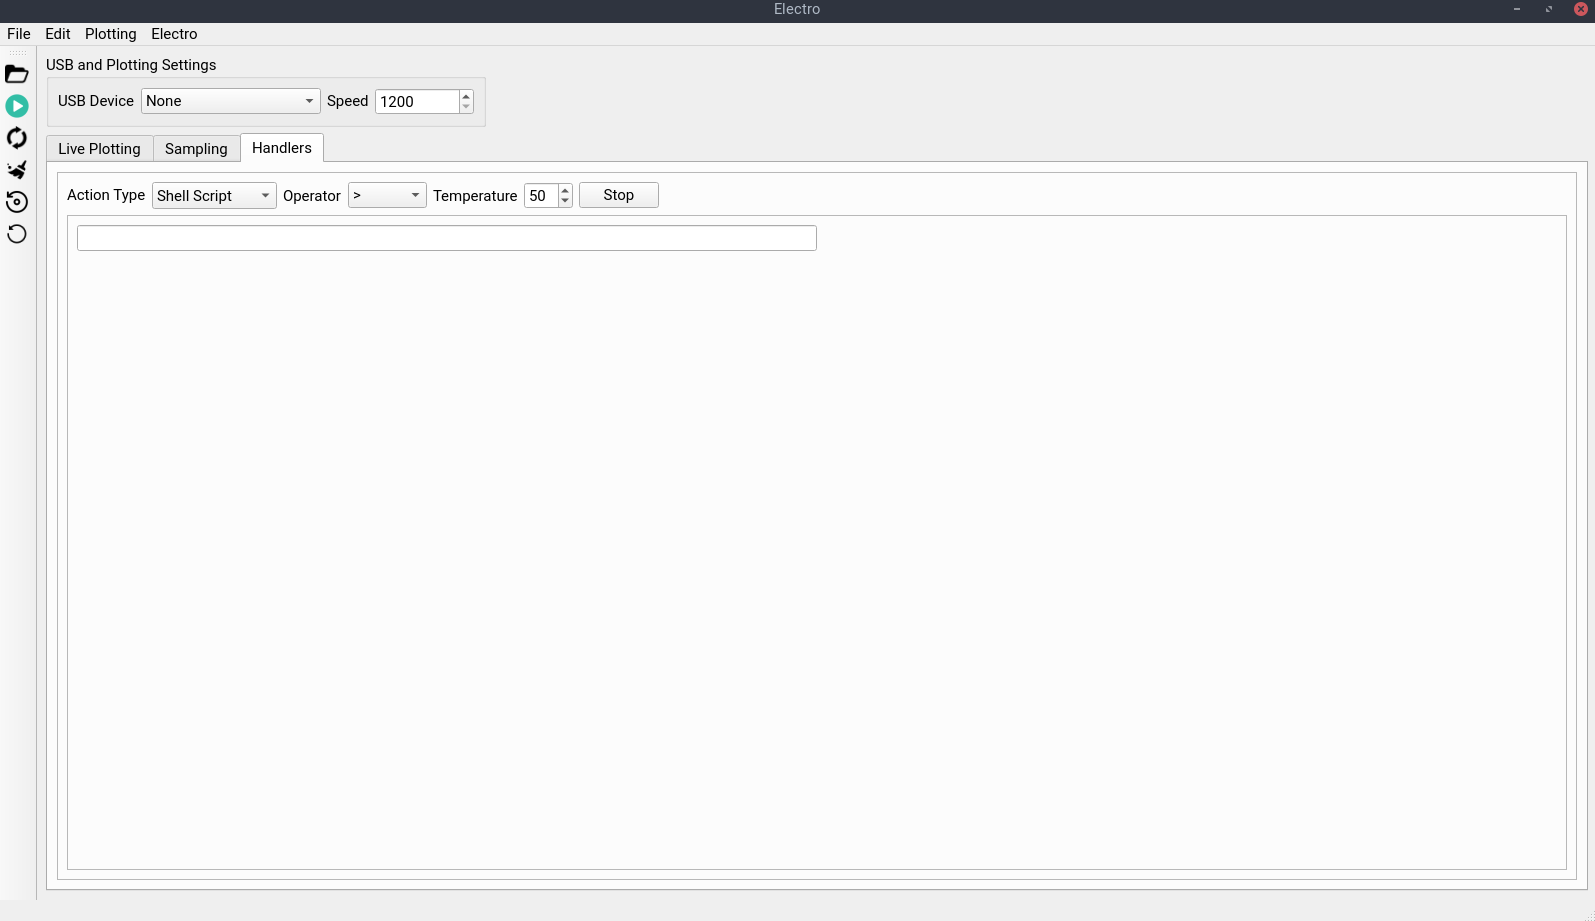 Electro
File Edit Plotting Electro
USB and Plotting Settings
USB Device None Speed 1200
Live Plotting Sampling Handlers
Action Type Shell Script Operator > Temperature 50 Stop